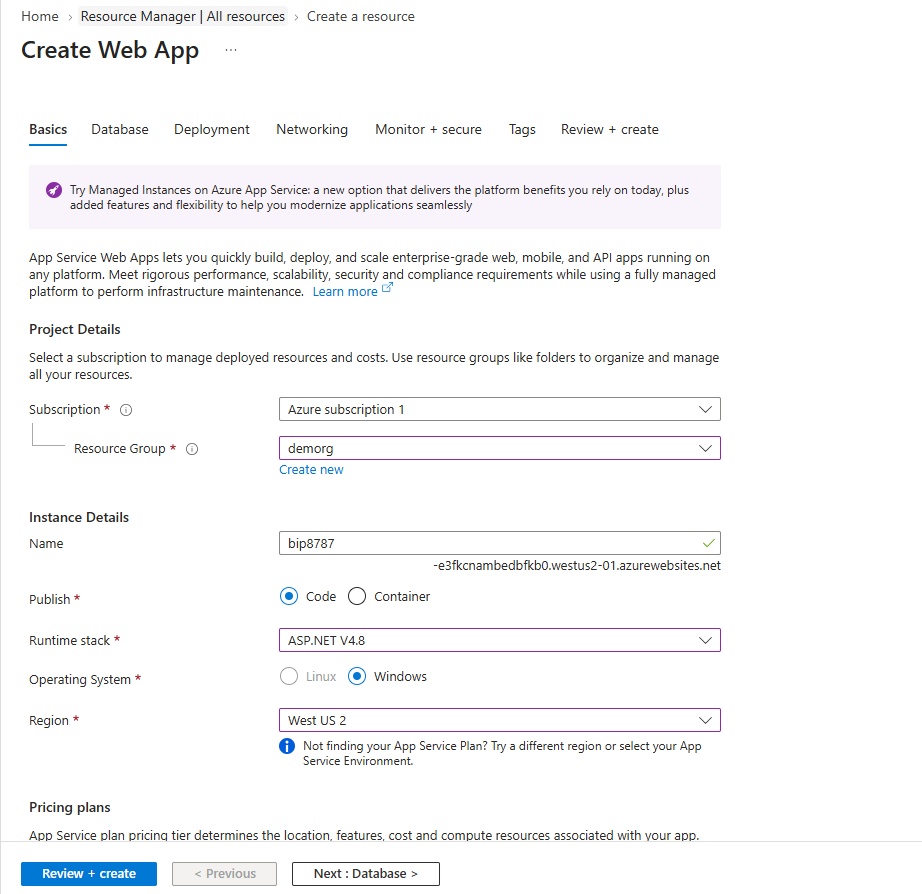 Home > Resource Manager | All resources > Create a resource
Create Web App ...
Basics Database Deployment Networking Monitor + secure Tags Review + create
Try Managed Instances on Azure App Service: a new option that delivers the platform benefits you rely on today, plus
added features and flexibility to help you modernize applications seamlessly
App Service Web Apps lets you quickly build, deploy, and scale enterprise-grade web, mobile, and API apps running on
any platform. Meet rigorous performance, scalability, security and compliance requirements while using a fully managed
platform to perform infrastructure maintenance. Learn more
Project Details
Select a subscription to manage deployed resources and costs. Use resource groups like folders to organize and manage
all your resources.
Subscription * Azure subscription 1
Resource Group * demorg
Create new
Instance Details
Name bip8787
-e3fkcnambedbfkb0.westus2-01.azurewebsites.net
Publish * Code Container
Runtime stack * ASP.NET V4.8
Operating System * Linux Windows
Region * West US 2
Not finding your App Service Plan? Try a different region or select your App
Service Environment.
Pricing plans
App Service plan pricing tier determines the location, features, cost and compute resources associated with your app.
Review + create < Previous Next : Database >